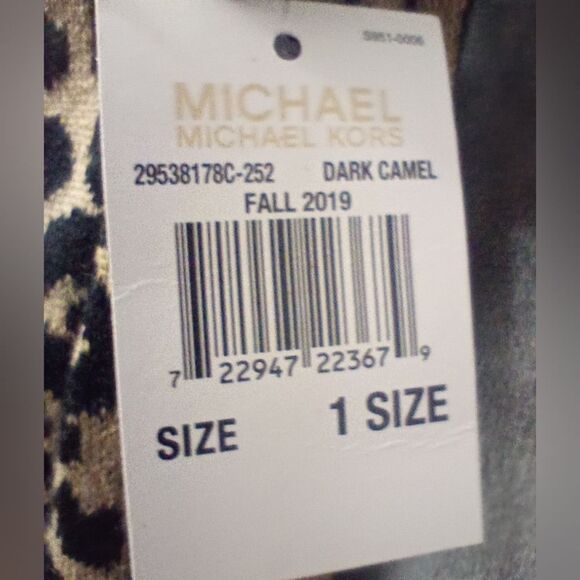 S951-0006
MICHAEL
MICHAEL KORS
29538178C-252 DARK CAMEL
FALL 2019
7 22947 22367 9
SIZE 1 SIZE